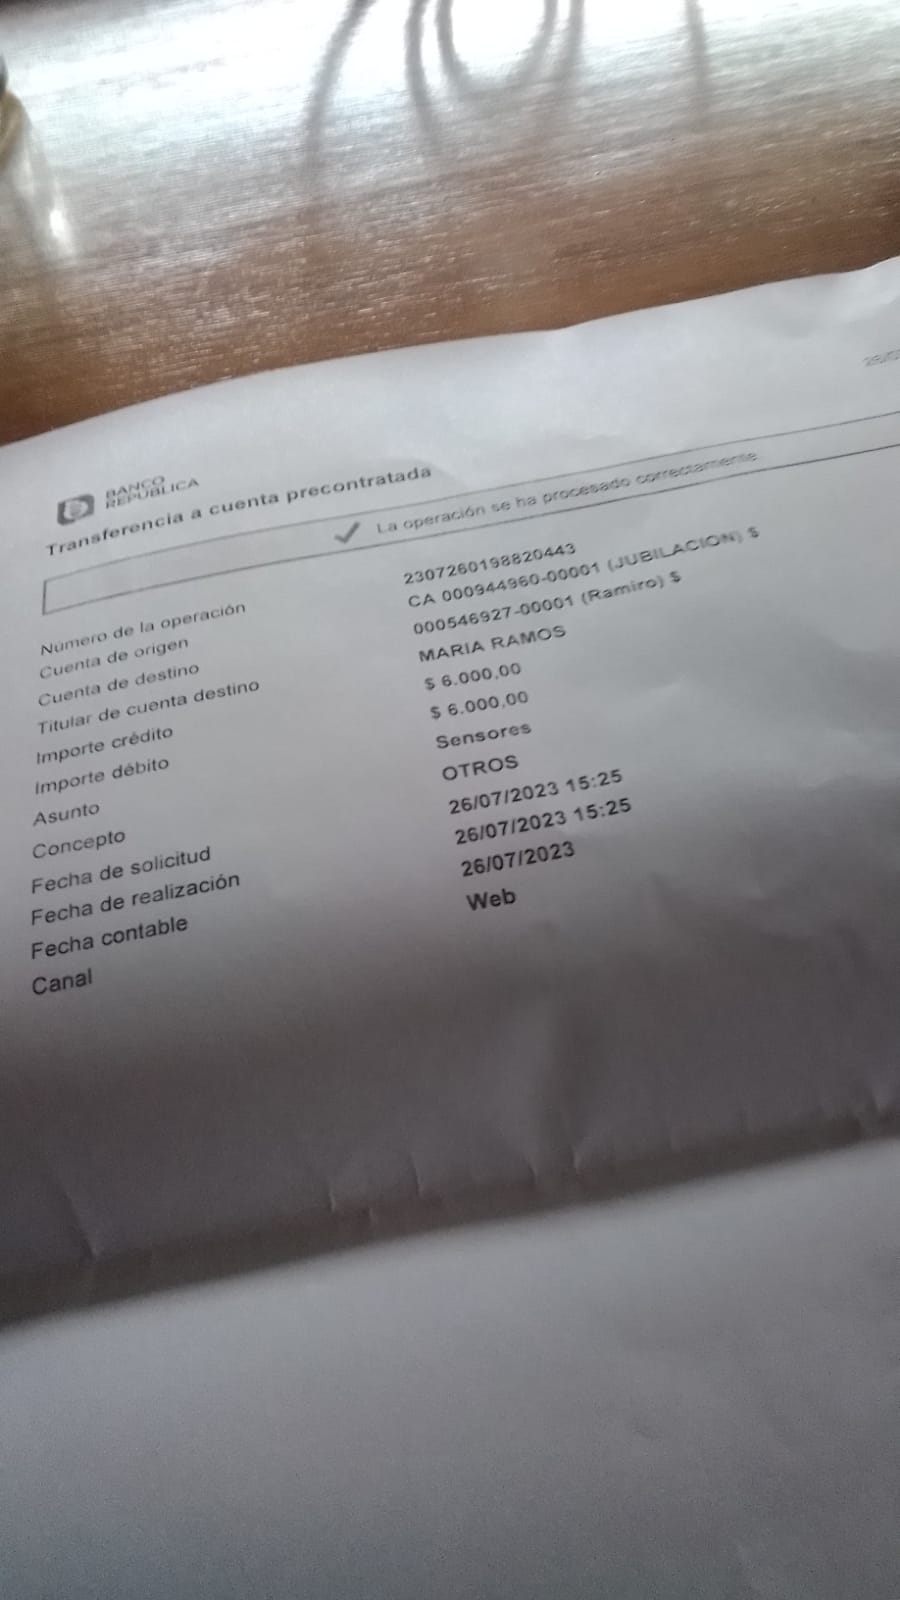 BANCO
REPÚBLICA
Transferencia a cuenta precontratada
La operación se ha procesado correctamente
Número de la operación 2307260198820443
Cuenta de origen CA 000944960-00001 (JUBILACION) $
Cuenta de destino 000546927-00001 (Ramiro) $
Titular de cuenta destino MARIA RAMOS
Importe crédito $ 6.000,00
Importe débito $ 6.000,00
Asunto Sensores
Concepto OTROS
Fecha de solicitud 26/07/2023 15:25
Fecha de realización 26/07/2023 15:25
Fecha contable 26/07/2023
Canal Web